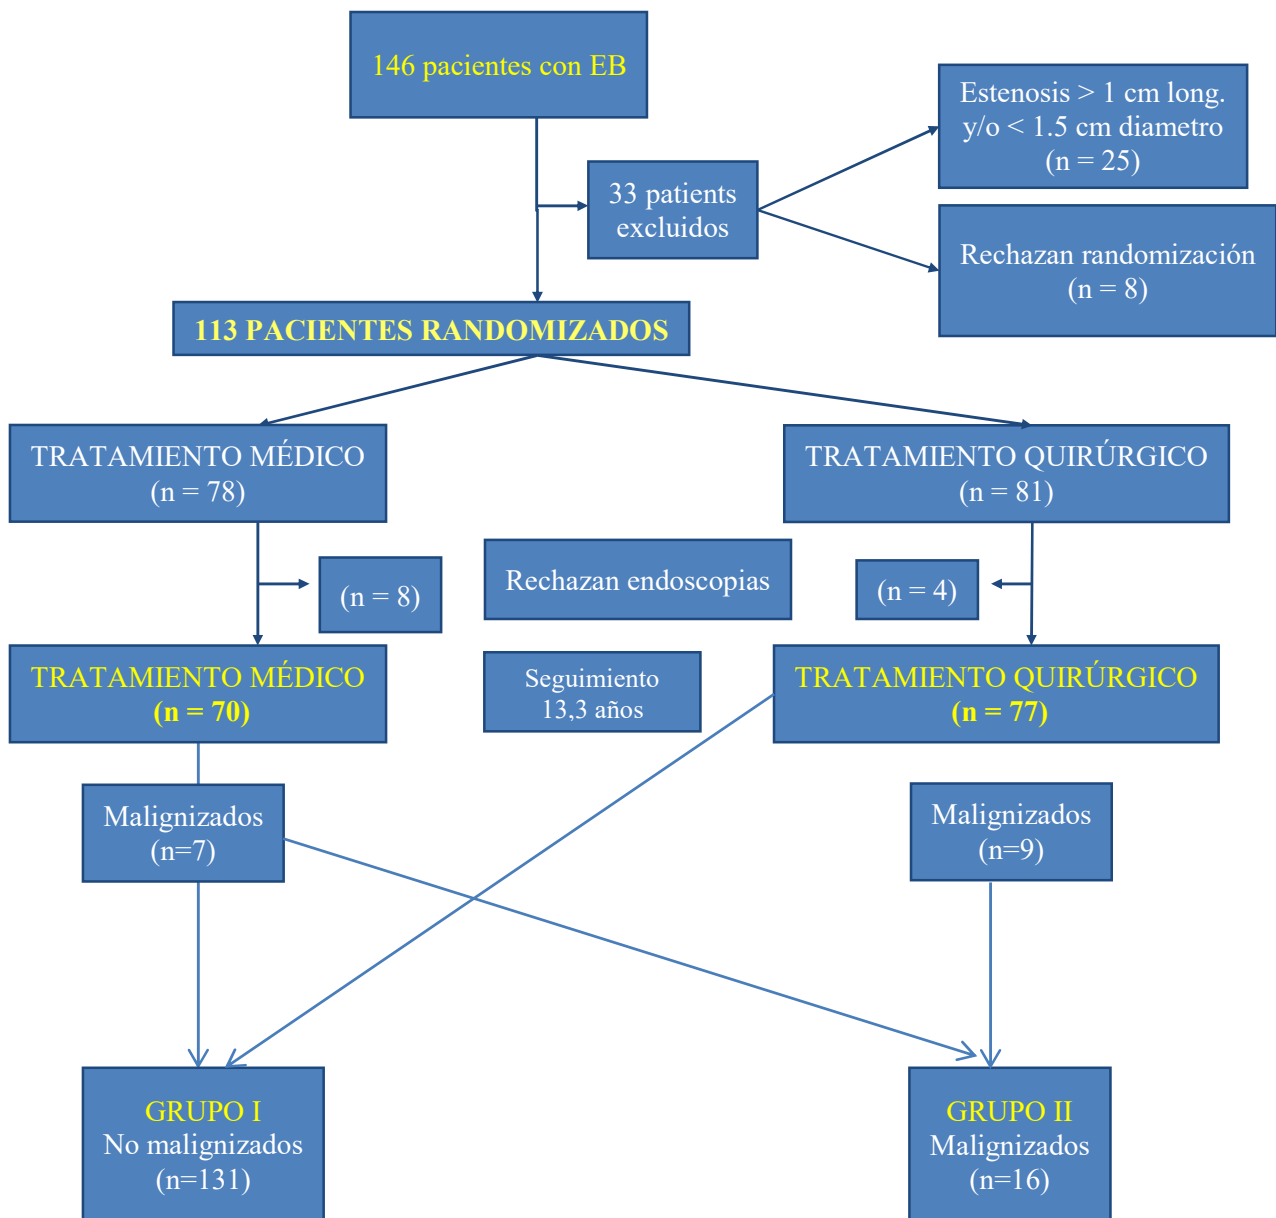 146 pacientes con EB
Estenosis > 1 cm long.
y/o < 1.5 cm diametro
(n = 25)
33 patients
excluidos
Rechazan randomización
(n = 8)
113 PACIENTES RANDOMIZADOS
TRATAMIENTO MÉDICO
(n = 78)
TRATAMIENTO QUIRÚRGICO
(n = 81)
(n = 8)
Rechazan endoscopias
(n = 4)
TRATAMIENTO MÉDICO
(n = 70)
Seguimiento
13,3 años
TRATAMIENTO QUIRÚRGICO
(n = 77)
Malignizados
(n=7)
Malignizados
(n=9)
GRUPO I
No malignizados
(n=131)
GRUPO II
Malignizados
(n=16)